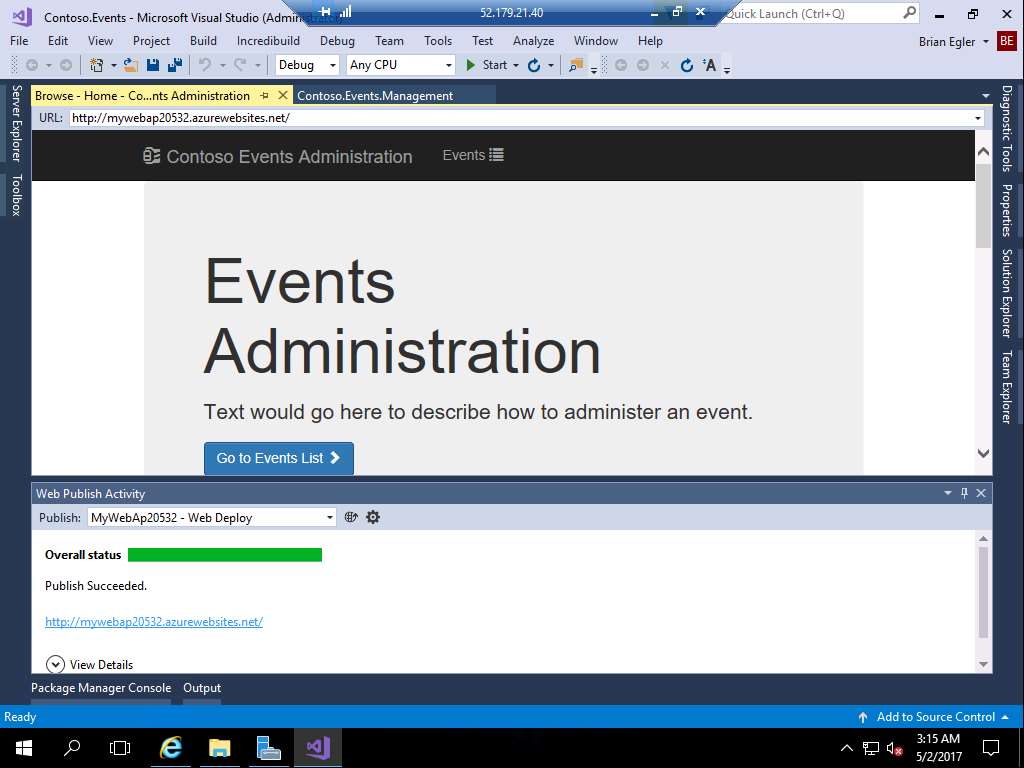 Contoso.Events - Microsoft Visual Studio (Admin
52.179.21.40
Quick Launch (Ctrl+Q)
File Edit View Project Build Incredibuild Debug Team Tools Test Analyze Window Help
Brian Egler
BE
Debug
Any CPU
Start
A
Server Explorer
Toolbox
Browse - Home - Co...nts Administration
Contoso.Events.Management
URL: http://mywebap20532.azurewebsites.net/
Contoso Events Administration
Events
Events
Administration
Text would go here to describe how to administer an event.
Go to Events List
Diagnostic Tools
Properties
Solution Explorer
Team Explorer
Web Publish Activity
Publish: MyWebAp20532 - Web Deploy
Overall status
Publish Succeeded.
http://mywebap20532.azurewebsites.net/
View Details
Package Manager Console Output
Ready
Add to Source Control
3:15 AM
5/2/2017